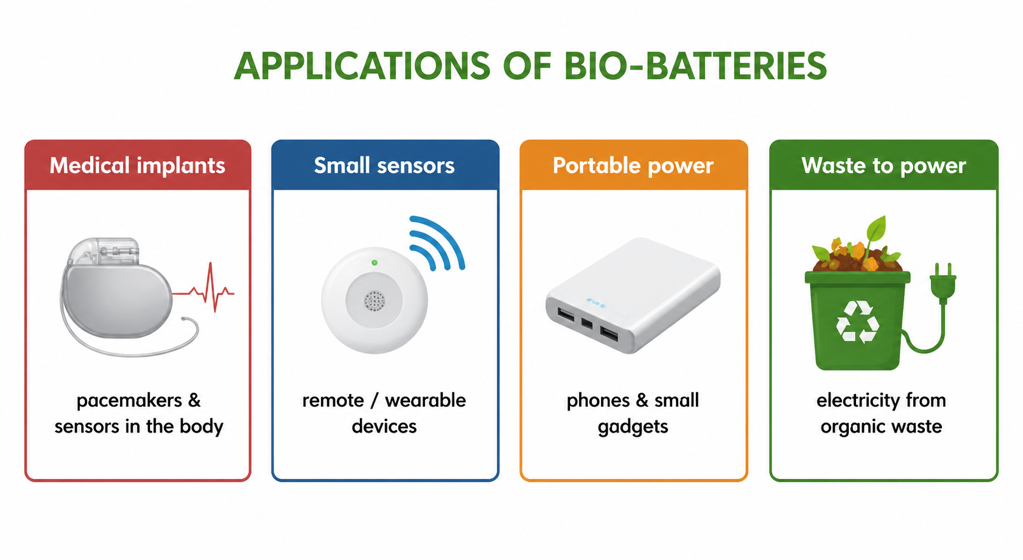 APPLICATIONS OF BIO-BATTERIES
Medical implants
pacemakers &
sensors in the body
Small sensors
remote / wearable
devices
Portable power
phones & small
gadgets
Waste to power
electricity from
organic waste